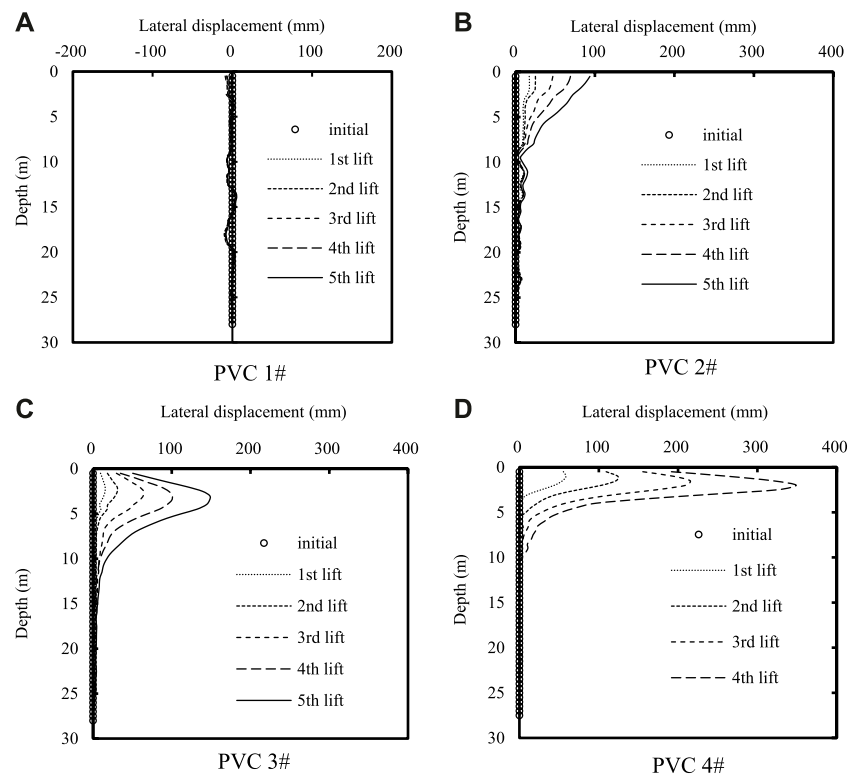 A
Lateral displacement (mm)
-200 -100 0 100 200
0
5
10
15
20
25
30
Depth (m)
initial
1st lift
2nd lift
3rd lift
4th lift
5th lift
PVC 1#
B
Lateral displacement (mm)
0 100 200 300 400
0
5
10
15
20
25
30
Depth (m)
initial
1st lift
2nd lift
3rd lift
4th lift
5th lift
PVC 2#
C
Lateral displacement (mm)
0 100 200 300 400
0
5
10
15
20
25
30
Depth (m)
initial
1st lift
2nd lift
3rd lift
4th lift
5th lift
PVC 3#
D
Lateral displacement (mm)
0 100 200 300 400
0
5
10
15
20
25
30
Depth (m)
initial
1st lift
2nd lift
3rd lift
4th lift
PVC 4#